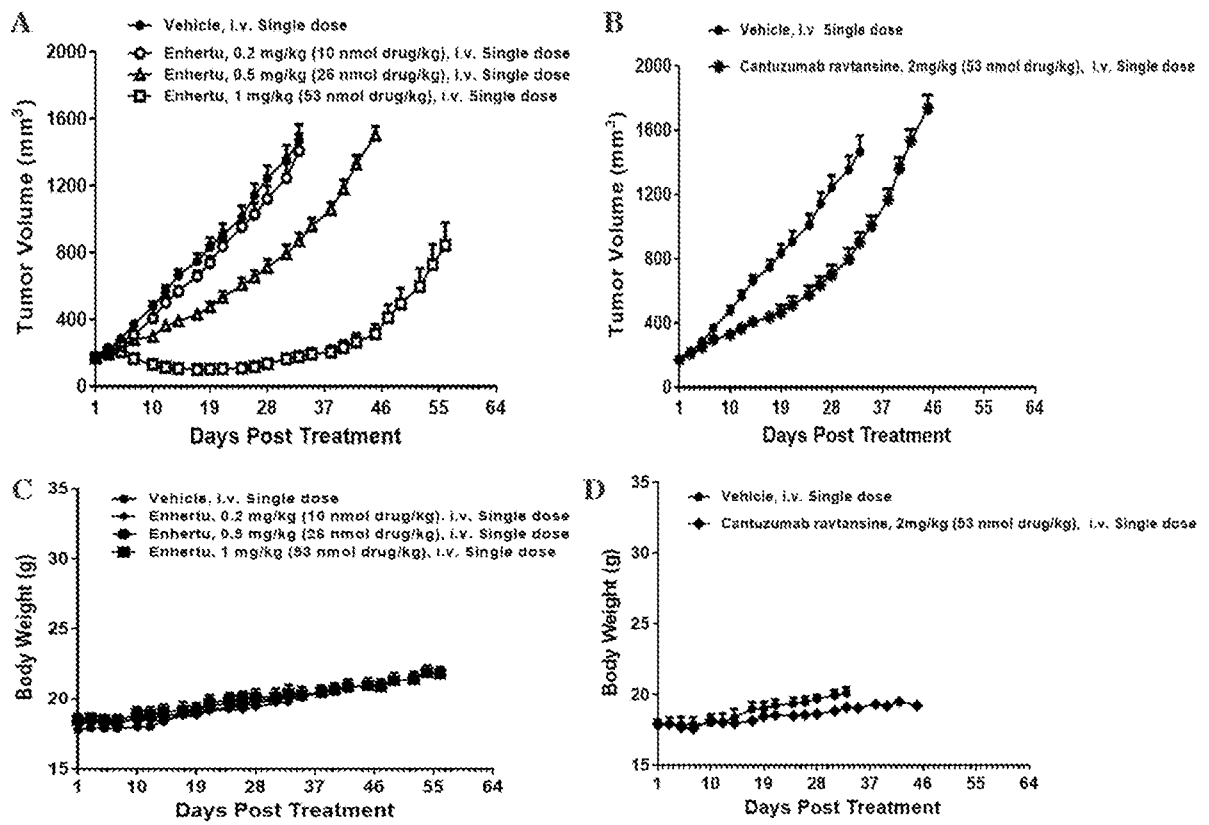 A
Vehicle, i.v. Single dose
Enhertu, 0.2 mg/kg (10 nmol drug/kg), i.v. Single dose
Enhertu, 0.5 mg/kg (26 nmol drug/kg), i.v. Single dose
Enhertu, 1 mg/kg (53 nmol drug/kg), i.v. Single dose
Tumor Volume (mm³)
2000
1600
1200
800
400
0
1 10 19 28 37 46 55 64
Days Post Treatment
B
Vehicle, i.v Single dose
Cantuzumab ravtansine, 2mg/kg (53 nmol drug/kg), i.v. Single dose
Tumor Volume (mm³)
2000
1600
1200
800
400
0
1 10 19 28 37 46 55 64
Days Post Treatment
C
Vehicle, i.v. Single dose
Enhertu, 0.2 mg/kg (10 nmol drug/kg). i.v. Single dose
Enhertu, 0.5 mg/kg (26 nmol drug/kg), i.v. Single dose
Enhertu, 1 mg/kg (53 nmol drug/kg), i.v. Single dose
Body Weight (g)
35
30
25
20
15
1 10 19 28 37 46 55 64
Days Post Treatment
D
Vehicle, i.v. Single dose
Cantuzumab ravtansine, 2mg/kg (53 nmol drug/kg), i.v. Single dose
Body Weight (g)
35
30
25
20
15
1 10 19 28 37 46 55 64
Days Post Treatment